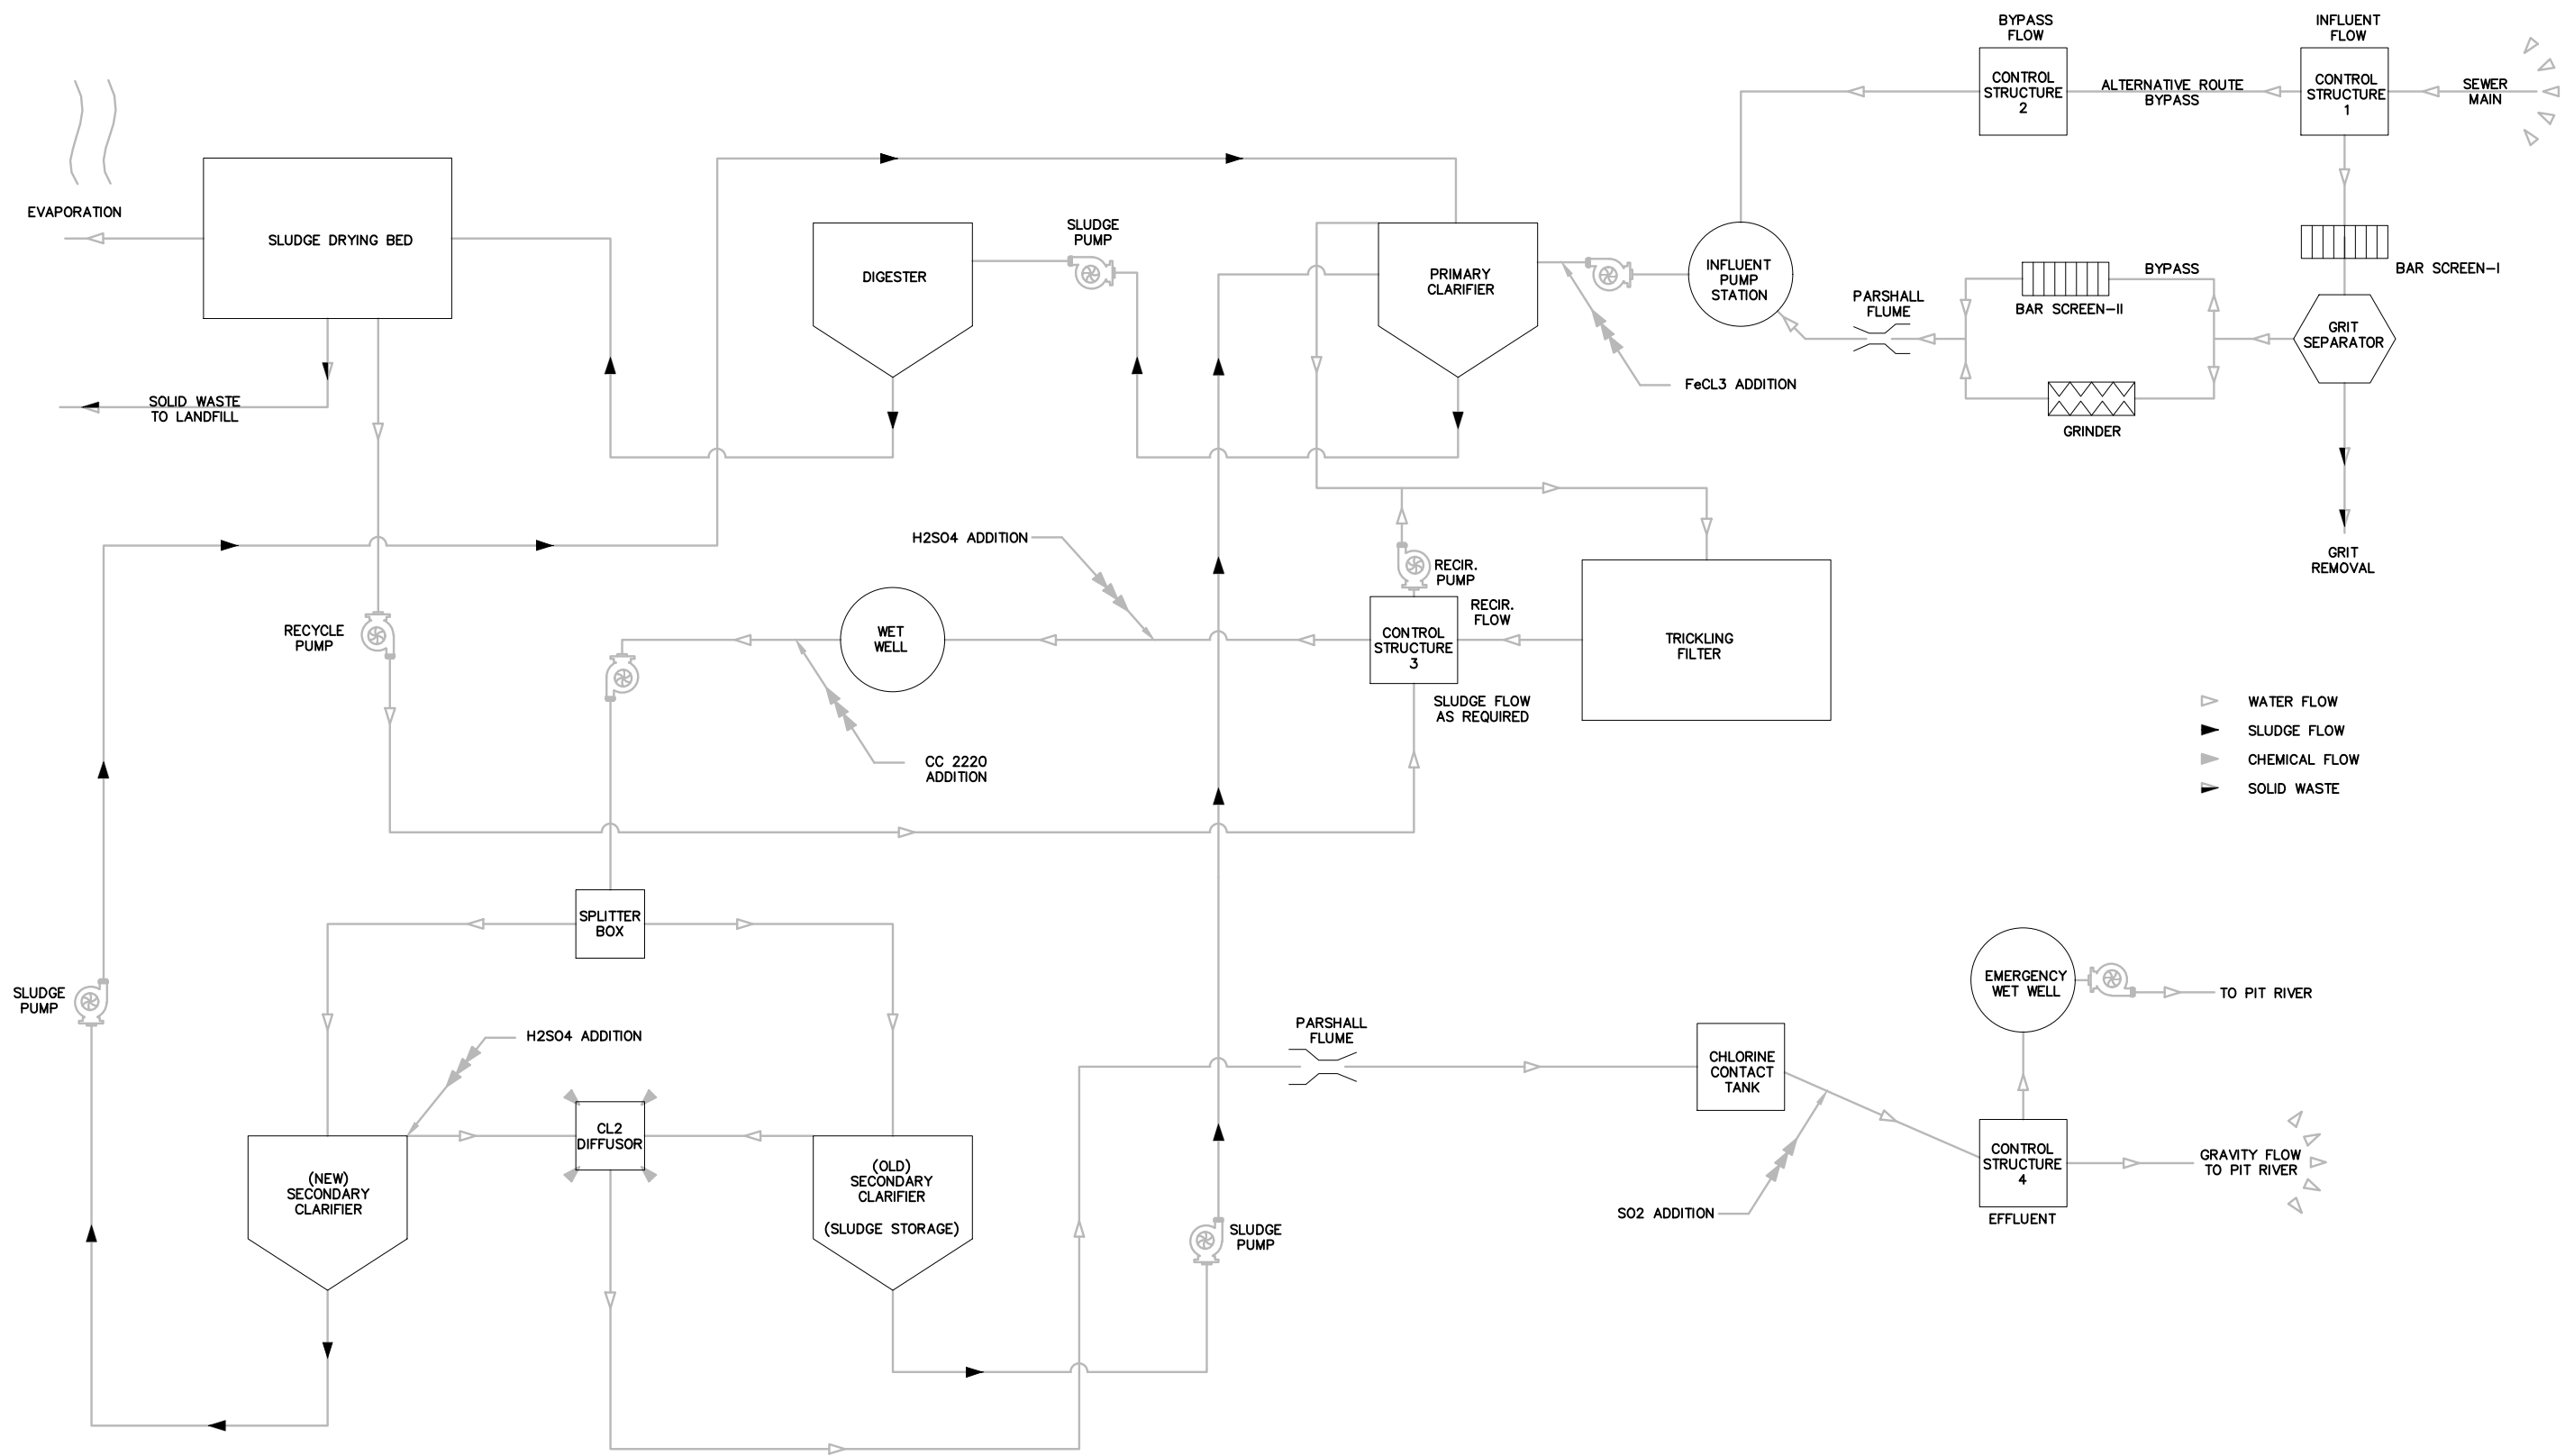 BYPASS
FLOW
INFLUENT
FLOW
CONTROL
STRUCTURE
2
ALTERNATIVE ROUTE
BYPASS
CONTROL
STRUCTURE
1
SEWER
MAIN
EVAPORATION
SLUDGE DRYING BED
SOLID WASTE
TO LANDFILL
DIGESTER
SLUDGE
PUMP
PRIMARY
CLARIFIER
INFLUENT
PUMP
STATION
PARSHALL
FLUME
BYPASS
BAR SCREEN-II
GRINDER
BAR SCREEN-I
GRIT
SEPARATOR
FeCL3 ADDITION
GRIT
REMOVAL
H2SO4 ADDITION
RECIR.
PUMP
RECIR.
FLOW
RECYCLE
PUMP
WET
WELL
CONTROL
STRUCTURE
3
TRICKLING
FILTER
SLUDGE FLOW
AS REQUIRED
CC 2220
ADDITION
WATER FLOW
SLUDGE FLOW
CHEMICAL FLOW
SOLID WASTE
SPLITTER
BOX
SLUDGE
PUMP
EMERGENCY
WET WELL
TO PIT RIVER
H2SO4 ADDITION
PARSHALL
FLUME
CHLORINE
CONTACT
TANK
CL2
DIFFUSOR
(NEW)
SECONDARY
CLARIFIER
(OLD)
SECONDARY
CLARIFIER
(SLUDGE STORAGE)
SLUDGE
PUMP
SO2 ADDITION
CONTROL
STRUCTURE
4
EFFLUENT
GRAVITY FLOW
TO PIT RIVER